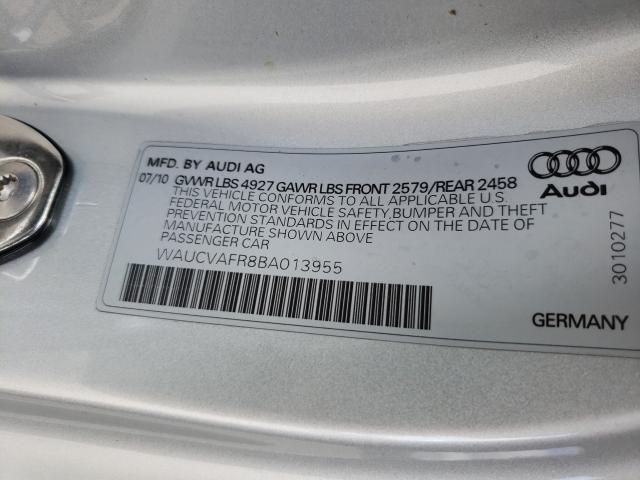 MFD. BY AUDI AG
07/10 GVWR LBS 4927 GAWR LBS FRONT 2579/REAR 2458
THIS VEHICLE CONFORMS TO ALL APPLICABLE U.S.
FEDERAL MOTOR VEHICLE SAFETY,BUMPER AND THEFT
PREVENTION STANDARDS IN EFFECT ON THE DATE OF
MANUFACTURE SHOWN ABOVE
PASSENGER CAR
WAUCVAFR8BA013955
Audi
3010277
GERMANY